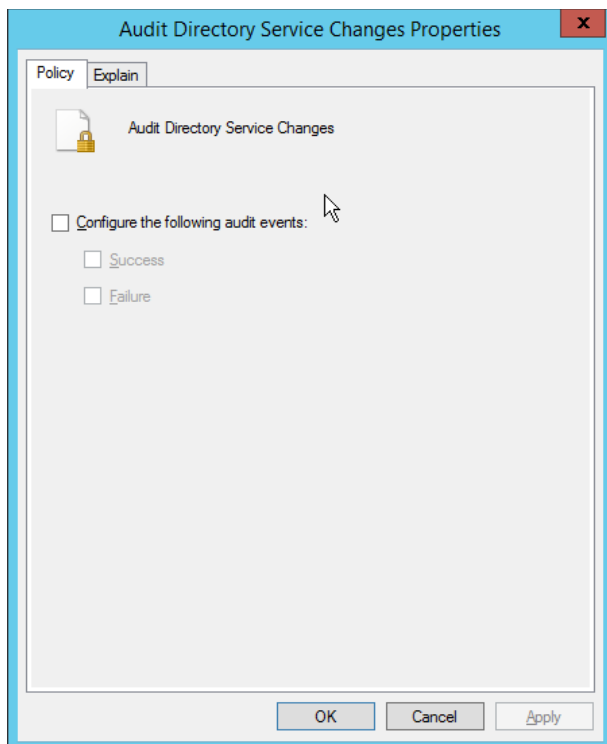 Audit Directory Service Changes Properties
x
Policy Explain
Audit Directory Service Changes
Configure the following audit events:
Success
Failure
OK Cancel Apply